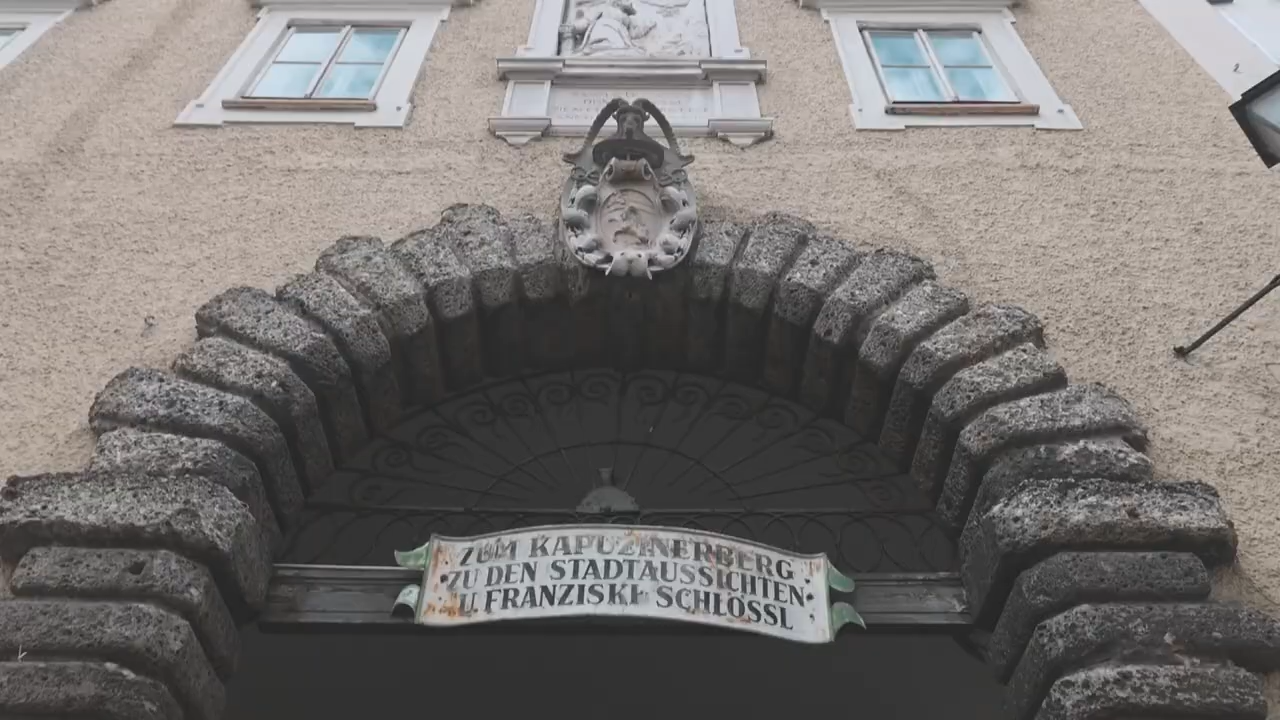 ZUM KAPUZINERBERG
ZU DEN STADTAUSSICHTEN
U. FRANZISKI SCHLÖSSL